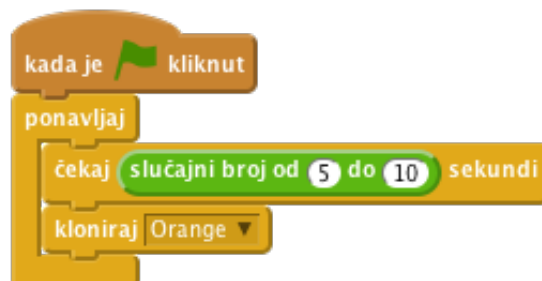 kada je kliknut
ponavljaj
čekaj slučajni broj od 5 do 10 sekundi
kloniraj Orange